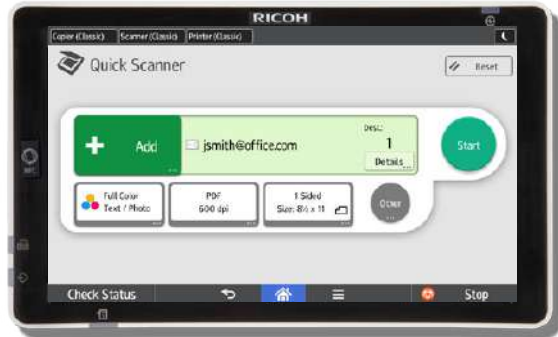 RICOH
Copier (Classic) Scanner (Classic) Printer (Classic)
Quick Scanner
Reset
Add
jsmith@office.com
Dest.:
1
Details
Start
Full Color
Text / Photo
PDF
600 dpi
1 Sided
Size: 8½ x 11
Other
Check Status
Stop